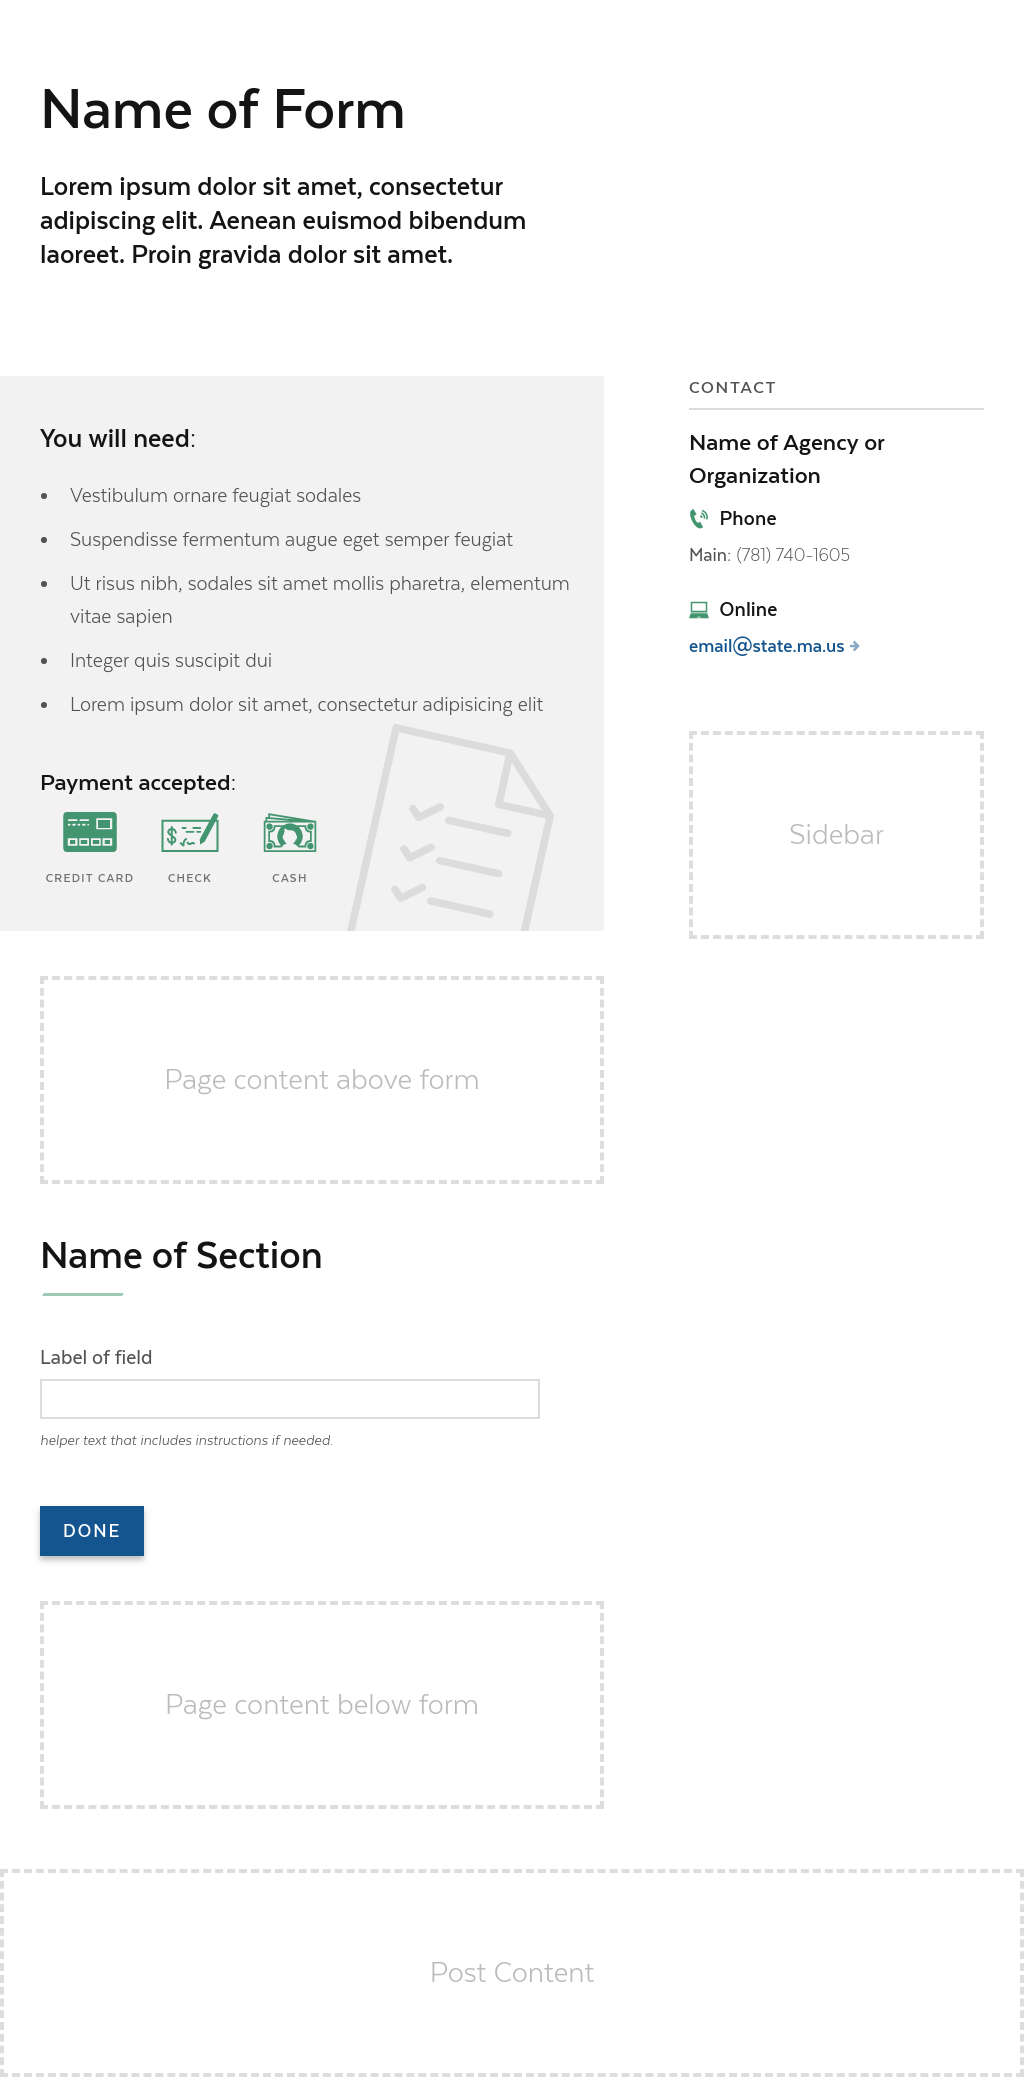 Name of Form
Lorem ipsum dolor sit amet, consectetur
adipiscing elit. Aenean euismod bibendum
laoreet. Proin gravida dolor sit amet.
You will need:
Vestibulum ornare feugiat sodales
Suspendisse fermentum augue eget semper feugiat
Ut risus nibh, sodales sit amet mollis pharetra, elementum
vitae sapien
Integer quis suscipit dui
Lorem ipsum dolor sit amet, consectetur adipisicing elit
Payment accepted:
CREDIT CARD
CHECK
CASH
CONTACT
Name of Agency or
Organization
Phone
Main: (781) 740-1605
Online
email@state.ma.us
Sidebar
Page content above form
Name of Section
Label of field
helper text that includes instructions if needed.
DONE
Page content below form
Post Content